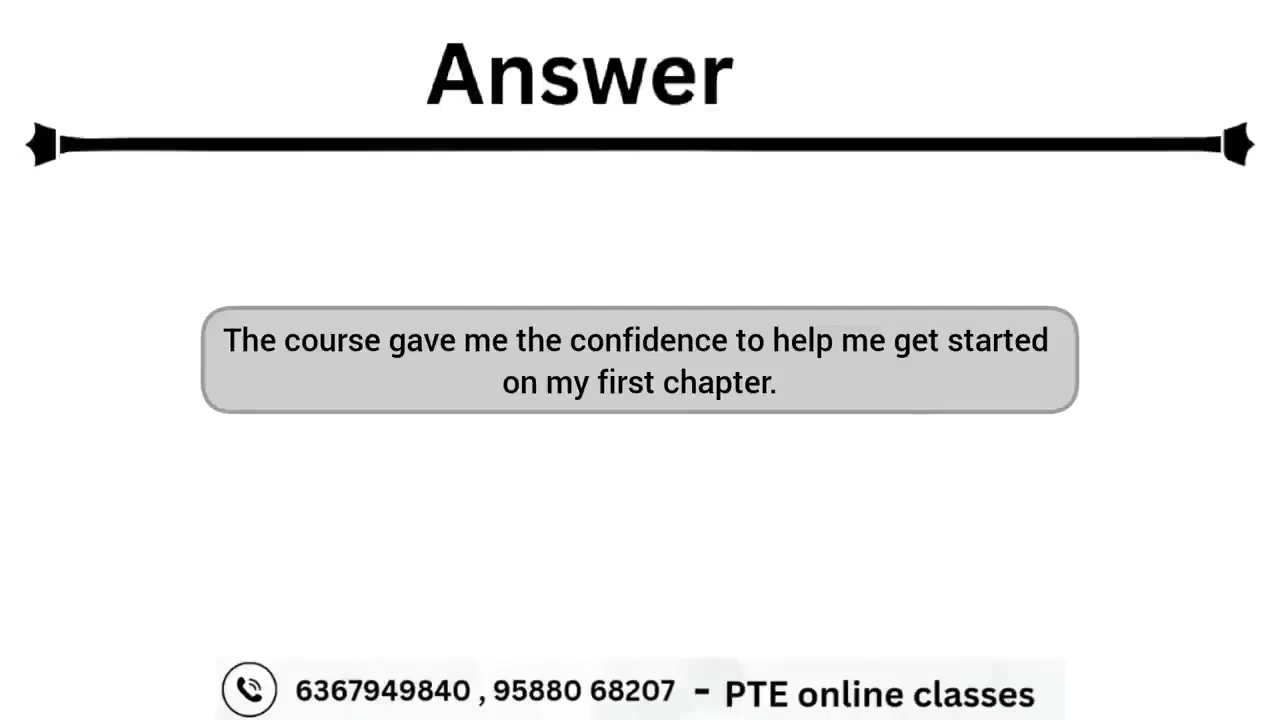 Answer
The course gave me the confidence to help me get started
on my first chapter.
6367949840 , 95880 68207 - PTE online classes